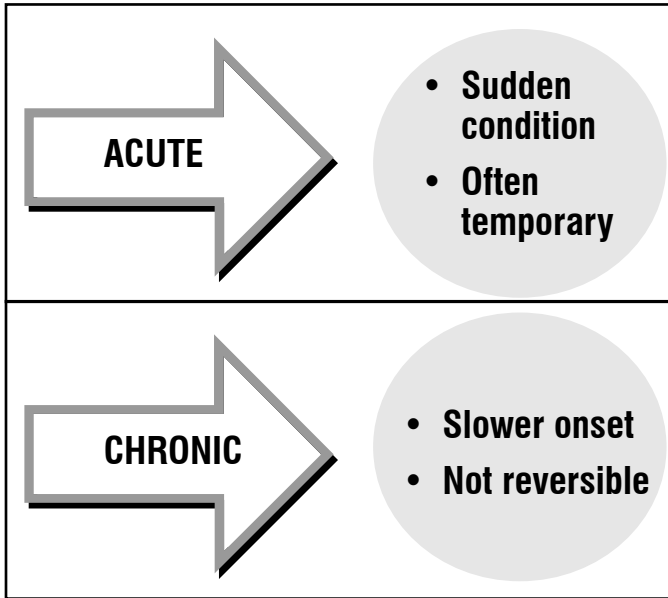 ACUTE
• Sudden
condition
• Often
temporary
CHRONIC
• Slower onset
• Not reversible